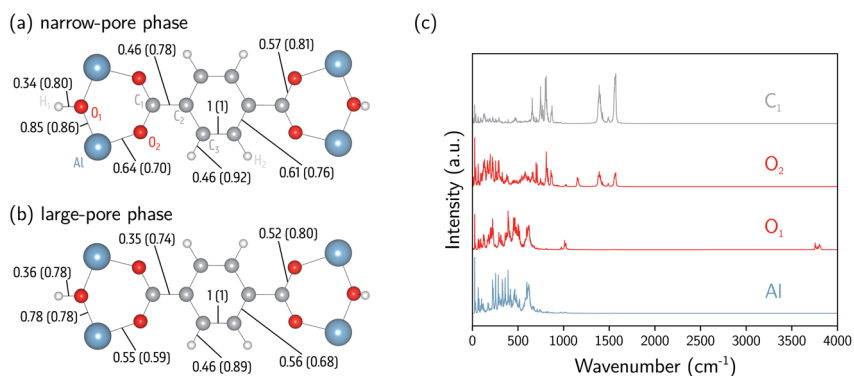 (a) narrow-pore phase
0.46 (0.78)
0.57 (0.81)
0.34 (0.80)
H₁
O₁
C₁
C₂
1 (1)
0.85 (0.86)
O₂
C₃
Al
H₂
0.64 (0.70)
0.46 (0.92)
0.61 (0.76)
(b) large-pore phase
0.35 (0.74)
0.52 (0.80)
0.36 (0.78)
1 (1)
0.78 (0.78)
0.55 (0.59)
0.46 (0.89)
0.56 (0.68)
(c)
C₁
O₂
O₁
Al
Intensity (a.u.)
0 500 1000 1500 2000 2500 3000 3500 4000
Wavenumber (cm⁻¹)